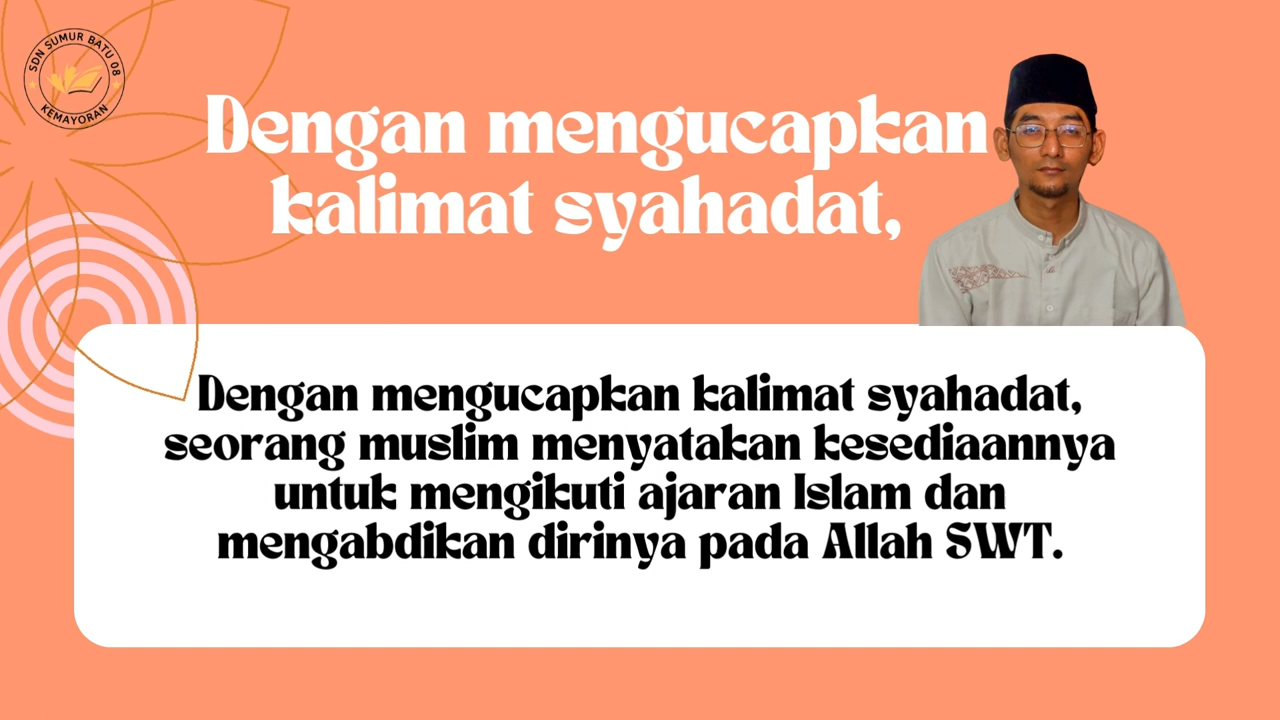 SDN SUMUR BATU 08
KEMAYORAN
Dengan mengucapkan
kalimat syahadat,
Dengan mengucapkan kalimat syahadat,
seorang muslim menyatakan kesediaannya
untuk mengikuti ajaran Islam dan
mengabdikan dirinya pada Allah SWT.